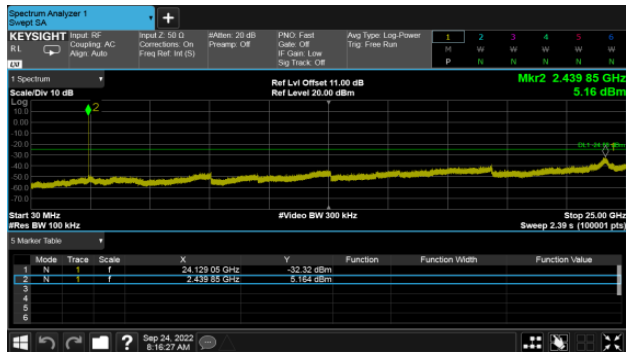 Spectrum Analyzer 1
Swept SA
KEYSIGHT Input: RF Input Z: 50 Ω #Atten: 20 dB PNO: Fast Avg Type: Log-Power 1 2 3 4 5 6
RL Coupling: AC Corrections: On Preamp: Off Gate: Off Trig: Free Run M W W W W W
Align: Auto Freq Ref: Int (S) IF Gain: Low
LXI Sig Track: Off P N N N N N
1 Spectrum Ref Lvl Offset 11.00 dB Mkr2 2.439 85 GHz
Scale/Div 10 dB Ref Level 20.00 dBm 5.16 dBm
Log
10.0
0.00
-10.0
-20.0
-30.0
-40.0
-50.0
-60.0
-70.0
2
Start 30 MHz #Video BW 300 kHz Stop 25.00 GHz
#Res BW 100 kHz Sweep 2.39 s (100001 pts)
5 Marker Table
Mode Trace Scale X Y Function Function Width Function Value
1 N 1 f 24.129 05 GHz -32.32 dBm
2 N 1 f 2.439 85 GHz 5.164 dBm
3
4
5
6
? Sep 24, 2022
8:16:27 AM